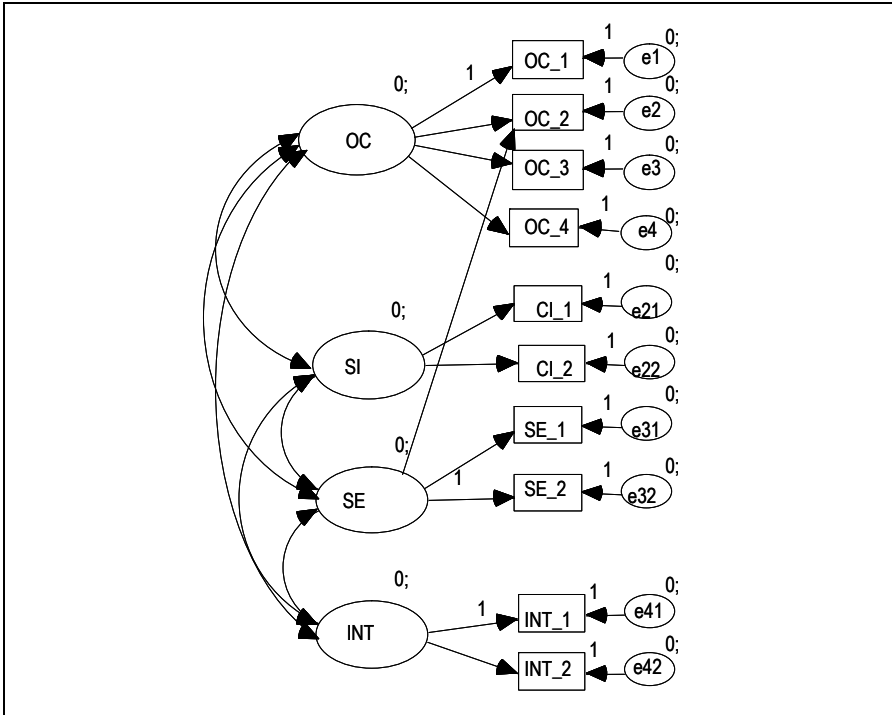 1 0;
OC_1 e1
0; 1
1 0;
OC_2 e2
OC
1 0;
OC_3 e3
1 0;
OC_4 e4
0;
1
0; CI_1 e21
1 0;
SI CI_2 e22
1 0;
0; SE_1 e31
1 1 0;
SE SE_2 e32
0; 1 0;
1 INT_1 e41
INT 1 0;
INT_2 e42